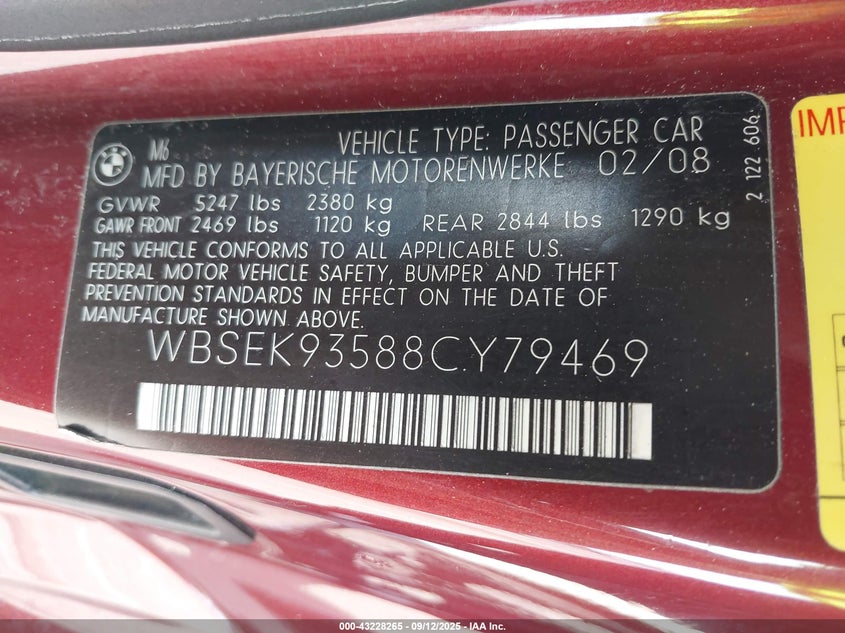 M6
VEHICLE TYPE: PASSENGER CAR
MFD BY BAYERISCHE MOTORENWERKE 02/08
GVWR 5247 lbs 2380 kg
GAWR FRONT 2469 lbs 1120 kg REAR 2844 lbs 1290 kg
THIS VEHICLE CONFORMS TO ALL APPLICABLE U.S.
FEDERAL MOTOR VEHICLE SAFETY, BUMPER AND THEFT
PREVENTION STANDARDS IN EFFECT ON THE DATE OF
MANUFACTURE SHOWN ABOVE.
WBSEK93588CY79469
2 122 606.
IMP
000-43228265 - 09/12/2025 - IAA Inc.